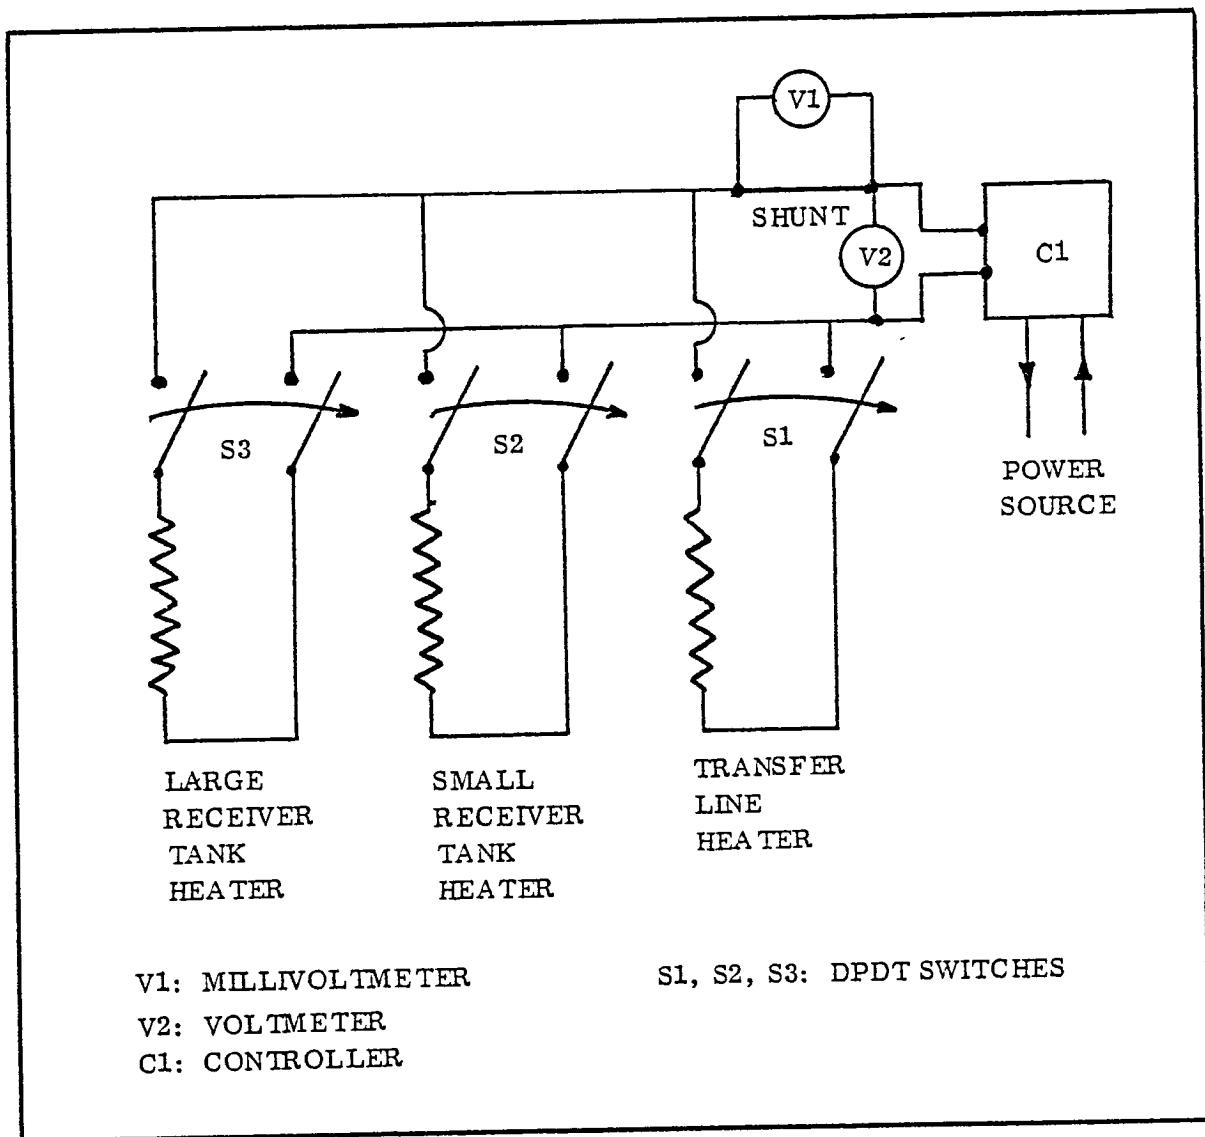 V1
SHUNT
V2
C1
S3
S2
S1
POWER
SOURCE
LARGE
RECEIVER
TANK
HEATER
SMALL
RECEIVER
TANK
HEATER
TRANSFER
LINE
HEATER
V1: MILLIVOLTMETER
V2: VOLTMETER
C1: CONTROLLER
S1, S2, S3: DPDT SWITCHES